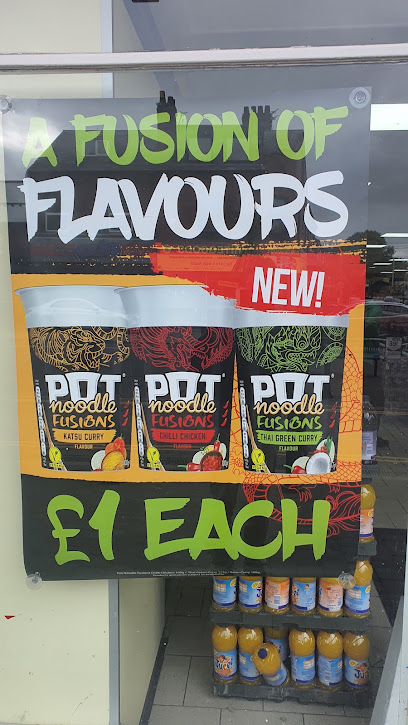 A FUSION OF
FLAVOURS
NEW!
POT
noodle
FUSIONS
KATSU CURRY
FLAVOUR
POT
noodle
FUSIONS
CHILLI CHICKEN
FLAVOUR
POT
noodle
FUSIONS
THAI GREEN CURRY
FLAVOUR
£1 EACH